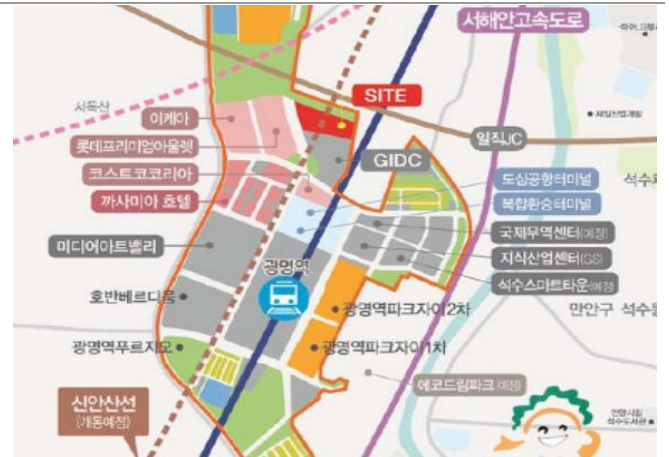 서해안고속도로
SITE
서독산
이케아
롯데프리미엄아울렛
일직JC
GIDC
코스트코코리아
도심공항터미널
까사미아 호텔
복합환승터미널
국제무역센터(예정)
미디어아트밸리
지식산업센터(GS)
광명역
석수스마트타운(예정)
호반베르디움
광명역파크자이2차
만안구 석수동
광명역푸르지오
광명역파크자이1차
에코드림파크(예정)
신안산선
(개통예정)